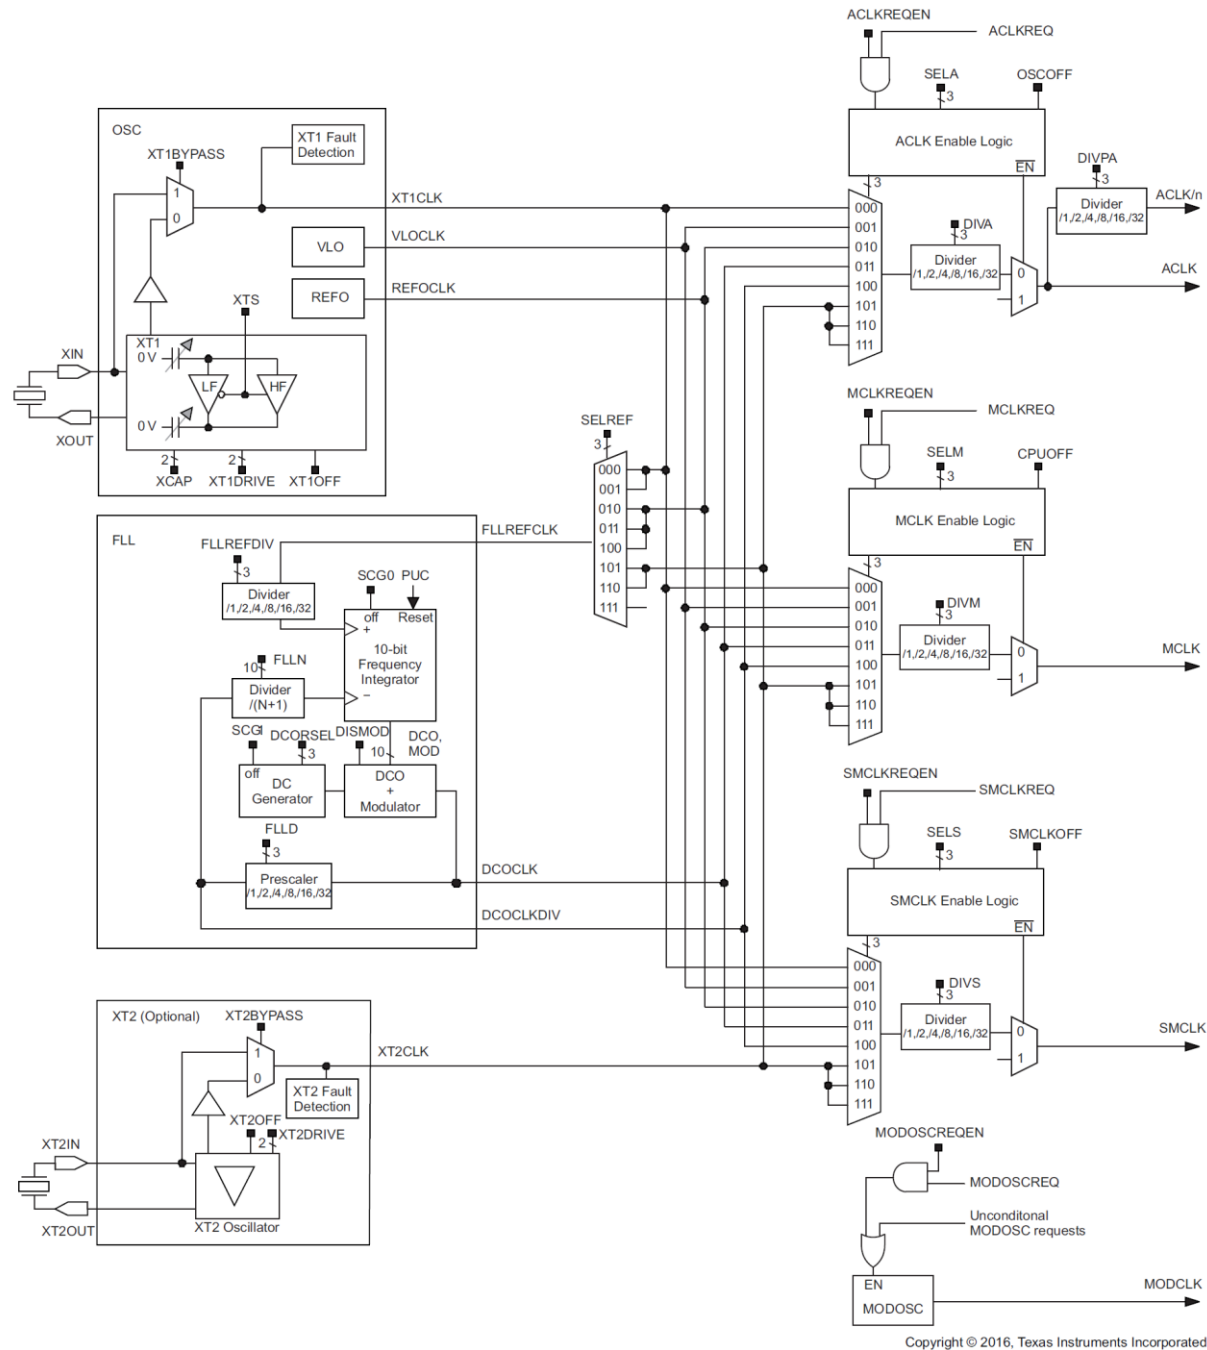 ACLKREQEN
ACLKREQ
SELA
3
OSCOFF
ACLK Enable Logic
EN
3
000
001
010
011
100
101
110
111
DIVA
3
Divider
/1,/2,/4,/8,/16,/32
0
1
DIVPA
3
Divider
/1,/2,/4,/8,/16,/32
ACLK/n
ACLK
OSC
XT1BYPASS
1
0
XT1 Fault
Detection
XT1CLK
VLO
VLOCLK
REFO
REFOCLK
XTS
XT1
0 V
LF
HF
0 V
XIN
XOUT
2
XCAP
2
XT1DRIVE
XT1OFF
SELREF
3
000
001
010
011
100
101
110
111
MCLKREQEN
MCLKREQ
SELM
3
CPUOFF
MCLK Enable Logic
EN
3
000
001
010
011
100
101
110
111
DIVM
3
Divider
/1,/2,/4,/8,/16,/32
0
1
MCLK
FLL
FLLREFCLK
FLLREFDIV
3
Divider
/1,/2,/4,/8,/16,/32
SCG0
PUC
off
Reset
+
10-bit
Frequency
Integrator
−
FLLN
10
Divider
/(N+1)
SCG1
DCORSEL
3
DISMOD
10
DCO,
MOD
off
DC
Generator
DCO
+
Modulator
FLLD
3
Prescaler
/1,/2,/4,/8,/16,/32
DCOCLK
DCOCLKDIV
SMCLKREQEN
SMCLKREQ
SELS
3
SMCLKOFF
SMCLK Enable Logic
EN
3
000
001
010
011
100
101
110
111
DIVS
3
Divider
/1,/2,/4,/8,/16,/32
0
1
SMCLK
XT2 (Optional)
XT2BYPASS
1
0
XT2CLK
XT2 Fault
Detection
XT2OFF
XT2DRIVE
2
XT2IN
XT2OUT
XT2 Oscillator
MODOSCREQEN
MODOSCREQ
Unconditonal
MODOSC requests
EN
MODOSC
MODCLK
Copyright © 2016, Texas Instruments Incorporated